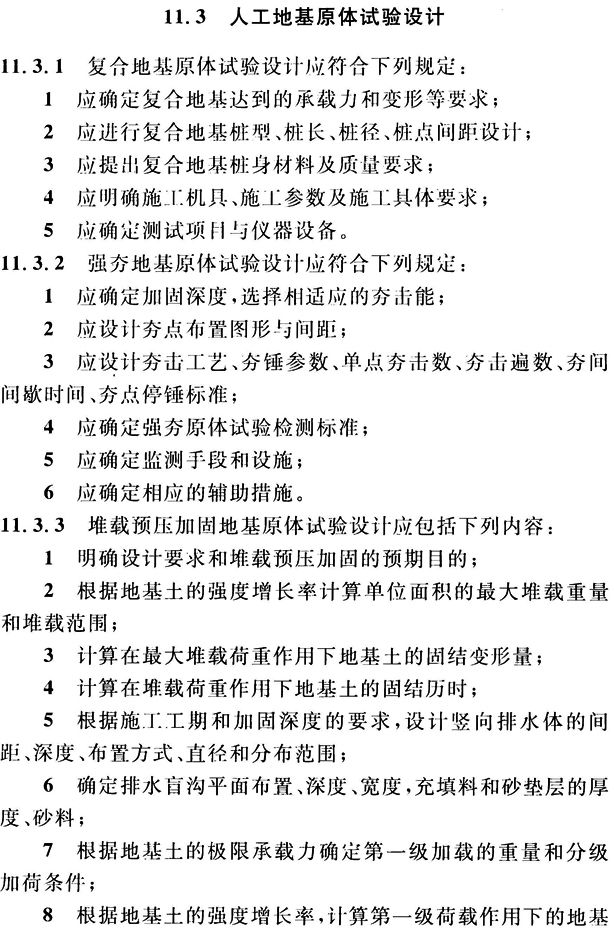 11.3 人工地基原体试验设计
11.3.1 复合地基原体试验设计应符合下列规定：
1 应确定复合地基达到的承载力和变形等要求；
2 应进行复合地基桩型、桩长、桩径、桩点间距设计；
3 应提出复合地基桩身材料及质量要求；
4 应明确施工机具、施工参数及施工具体要求；
5 应确定测试项目与仪器设备。
11.3.2 强夯地基原体试验设计应符合下列规定：
1 应确定加固深度，选择相适应的夯击能；
2 应设计夯点布置图形与间距；
3 应设计夯击工艺、夯锤参数、单点夯击数、夯击遍数、夯间
间歇时间、夯点停锤标准；
4 应确定强夯原体试验检测标准；
5 应确定监测手段和设施；
6 应确定相应的辅助措施。
11.3.3 堆载预压加固地基原体试验设计应包括下列内容：
1 明确设计要求和堆载预压加固的预期目的；
2 根据地基土的强度增长率计算单位面积的最大堆载重量
和堆载范围；
3 计算在最大堆载荷重作用下地基土的固结变形量；
4 计算在堆载荷重作用下地基土的固结历时；
5 根据施工工期和加固深度的要求，设计竖向排水体的间
距、深度、布置方式、直径和分布范围；
6 确定排水盲沟平面布置、深度、宽度，充填料和砂垫层的厚
度、砂料；
7 根据地基土的极限承载力确定第一级加载的重量和分级
加荷条件；
8 根据地基土的强度增长率，计算第一级荷载作用下的地基